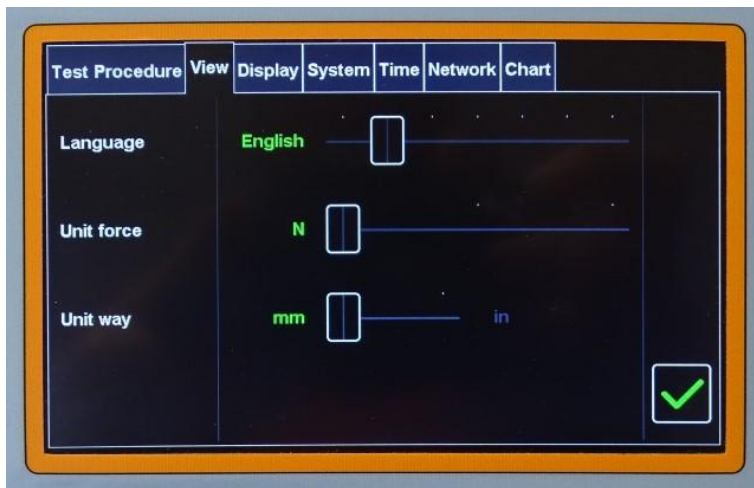 Test Procedure View Display System Time Network Chart
Language English
Unit force N
Unit way mm in